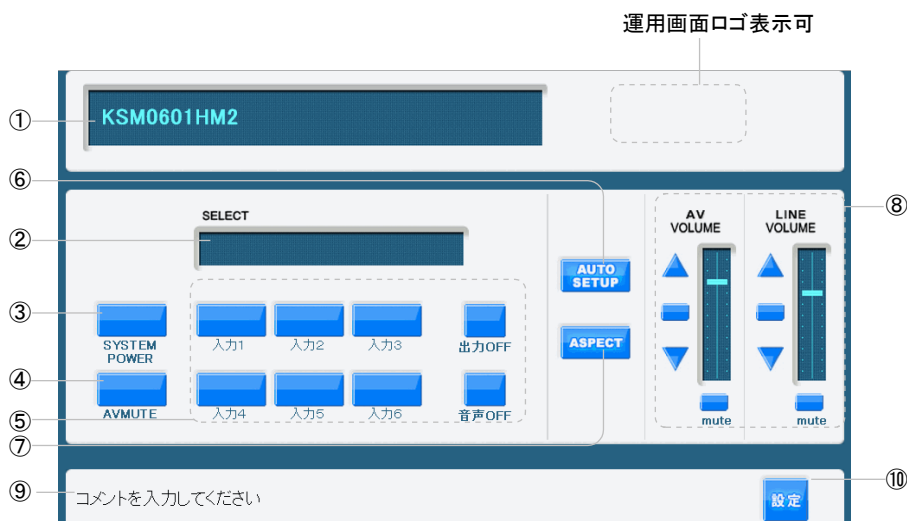 運用画面ロゴ表示可
①
KSM0601HM2
⑥
⑧
SELECT
②
AV
VOLUME
LINE
VOLUME
AUTO
SETUP
③
SYSTEM
POWER
入力1
入力2
入力3
出力OFF
ASPECT
④
AVMUTE
⑤
入力4
入力5
入力6
音声OFF
mute
mute
⑦
⑨
コメントを入力してください
設定
⑩